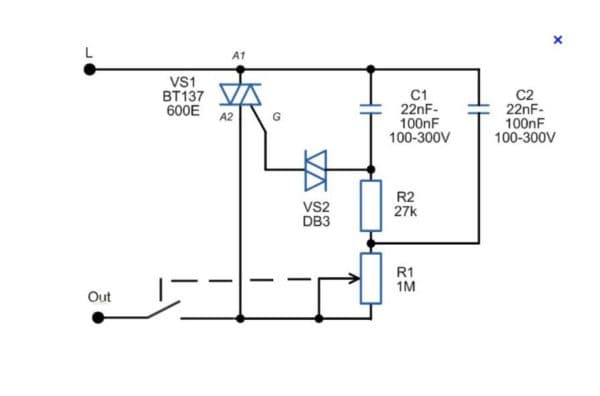 L
A1
VS1
BT137
600E
A2
G
C1
22nF-
100nF
100-300V
C2
22nF-
100nF
100-300V
VS2
DB3
R2
27k
R1
1M
Out